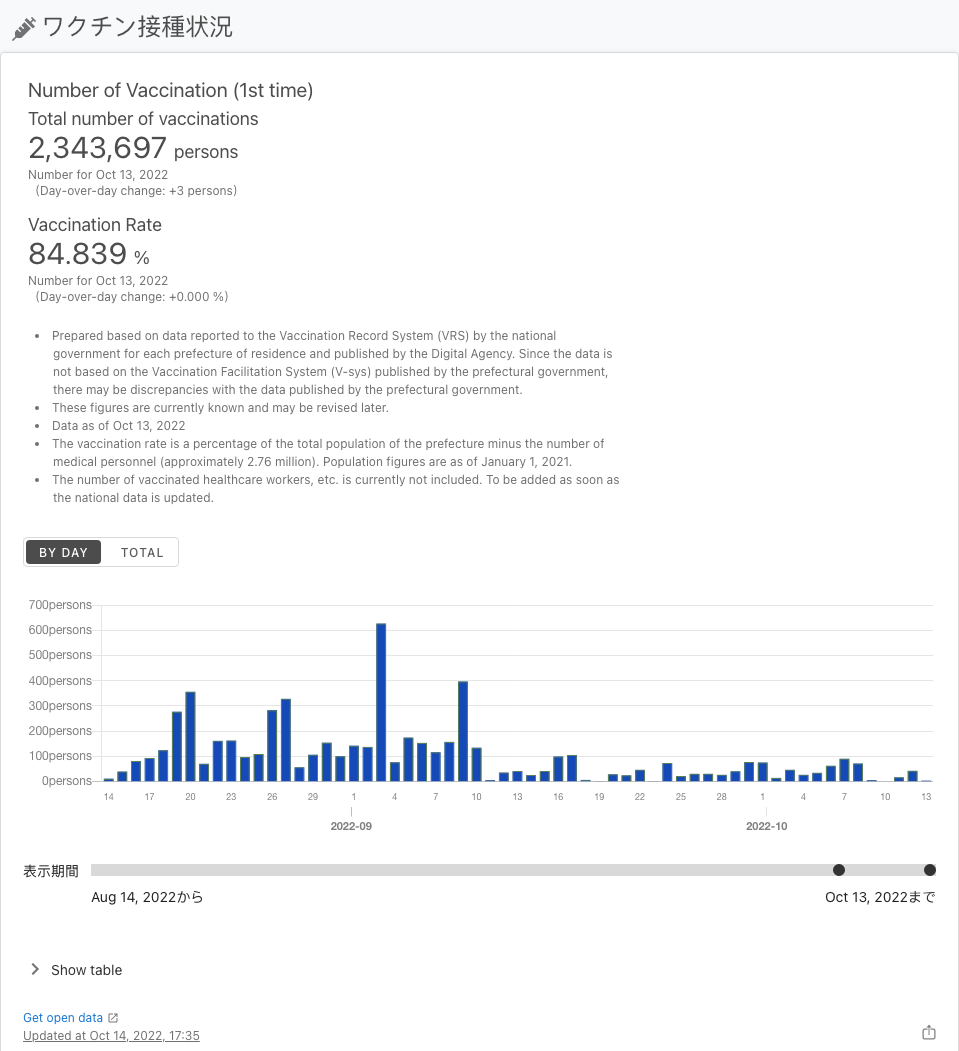 ワクチン接種状況
Number of Vaccination (1st time)
Total number of vaccinations
2,343,697 persons
Number for Oct 13, 2022
(Day-over-day change: +3 persons)
Vaccination Rate
84.839 %
Number for Oct 13, 2022
(Day-over-day change: +0.000 %)
• Prepared based on data reported to the Vaccination Record System (VRS) by the national
government for each prefecture of residence and published by the Digital Agency. Since the data is
not based on the Vaccination Facilitation System (V-sys) published by the prefectural government,
there may be discrepancies with the data published by the prefectural government.
• These figures are currently known and may be revised later.
• Data as of Oct 13, 2022
• The vaccination rate is a percentage of the total population of the prefecture minus the number of
medical personnel (approximately 2.76 million). Population figures are as of January 1, 2021.
• The number of vaccinated healthcare workers, etc. is currently not included. To be added as soon as
the national data is updated.
BY DAY TOTAL
700persons
600persons
500persons
400persons
300persons
200persons
100persons
0persons
14 17 20 23 26 29 1 4 7 10 13 16 19 22 25 28 1 4 7 10 13
2022-09 2022-10
表示期間
Aug 14, 2022から Oct 13, 2022まで
Show table
Get open data
Updated at Oct 14, 2022, 17:35